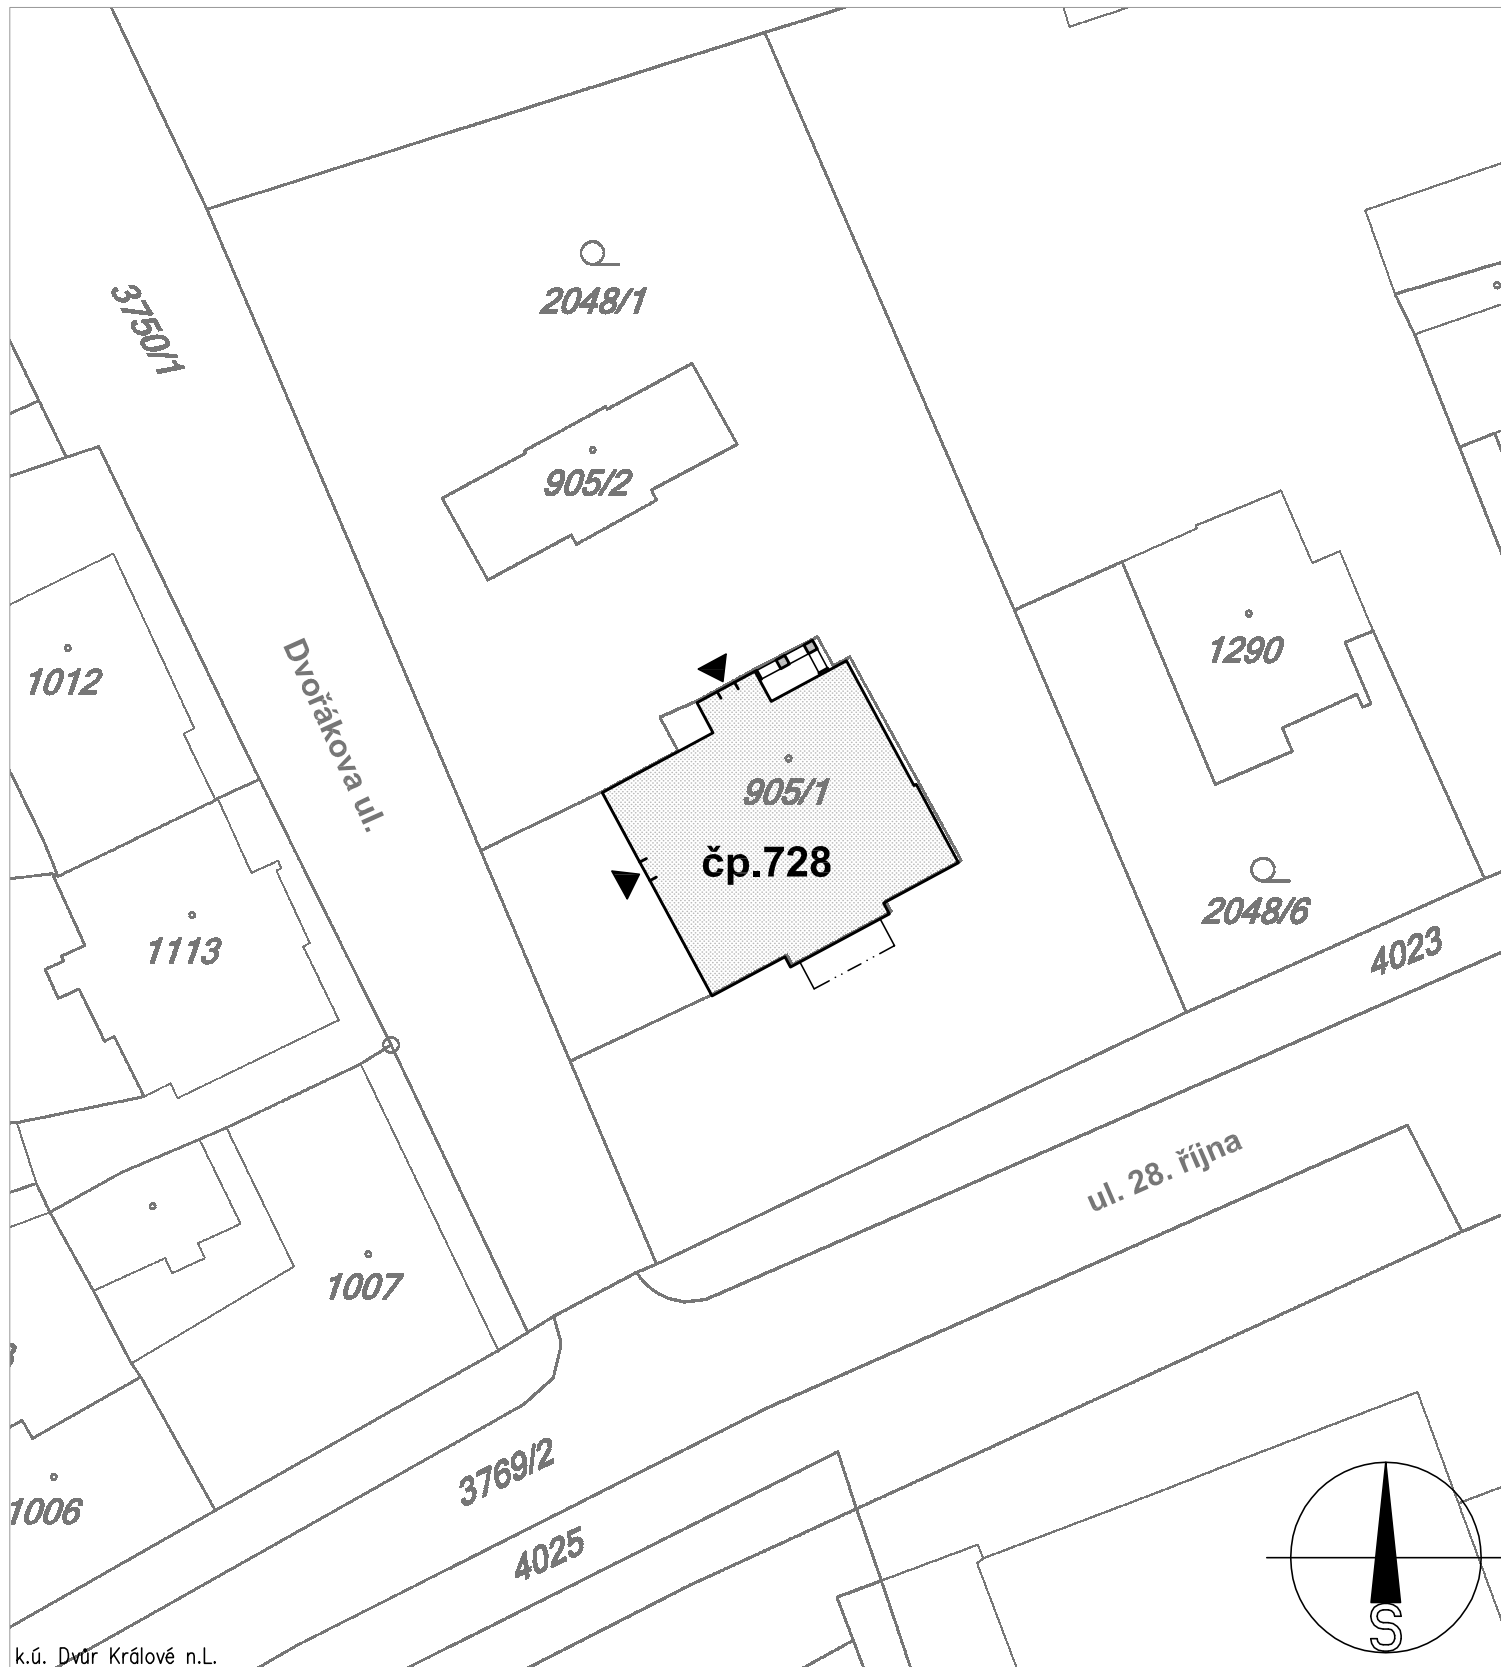 2048/1
3750/1
905/2
1290
1012
Dvořákova ul.
905/1
čp.728
2048/6
1113
4023
ul. 28. října
1007
3769/2
1006
4025
S
k.ú. Dvůr Králové n.L.